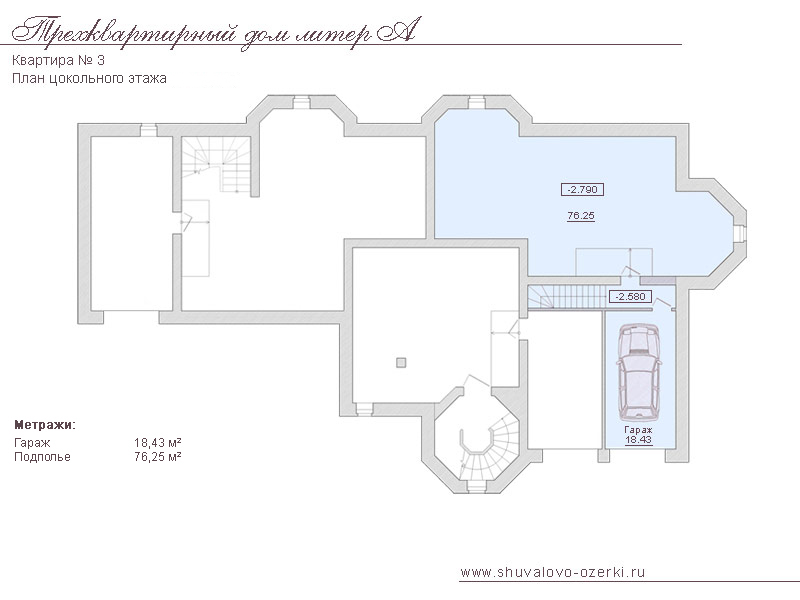 Трехквартирный дом литер А
Квартира № 3
План цокольного этажа
-2.790
76.25
-2.580
Гараж
18.43
Метражи:
Гараж 18,43 м²
Подполье 76,25 м²
www.shuvalovo-ozerki.ru